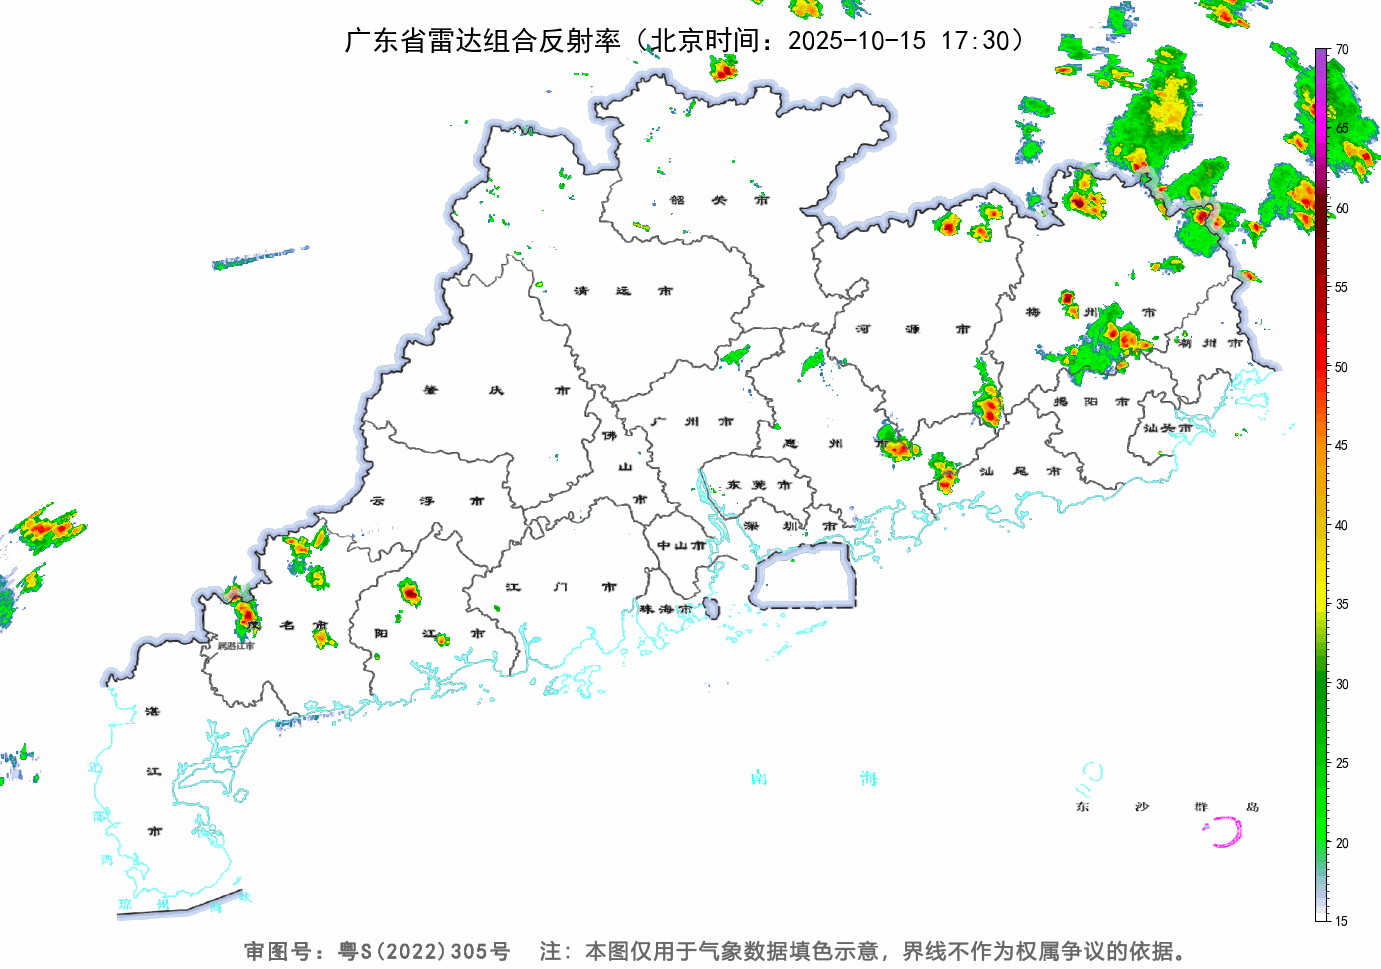 广东省雷达组合反射率（北京时间：2025-10-15 17:30）
70
65
60
55
50
45
40
35
30
25
20
15
韶关市
清远市
河源市
梅州市
潮州市
肇庆市
广州市
惠州市
揭阳市
汕头市
佛山市
云浮市
东莞市
汕尾市
深圳市
中山市
江门市
珠海市
茂名市
阳江市
属湛江市
湛江市
北部湾
琼州海峡
南海
东沙群岛
审图号：粤S(2022)305号 注：本图仅用于气象数据填色示意，界线不作为权属争议的依据。